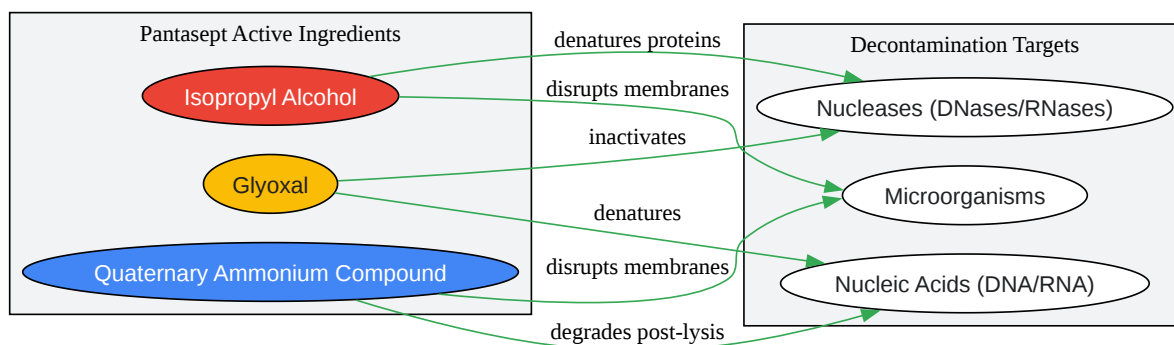 Pantasept Active Ingredients
Isopropyl Alcohol
Glyoxal
Quaternary Ammonium Compound
denatures proteins
disrupts membranes
inactivates
denatures
disrupts membranes
degrades post-lysis
Decontamination Targets
Nucleases (DNases/RNases)
Microorganisms
Nucleic Acids (DNA/RNA)